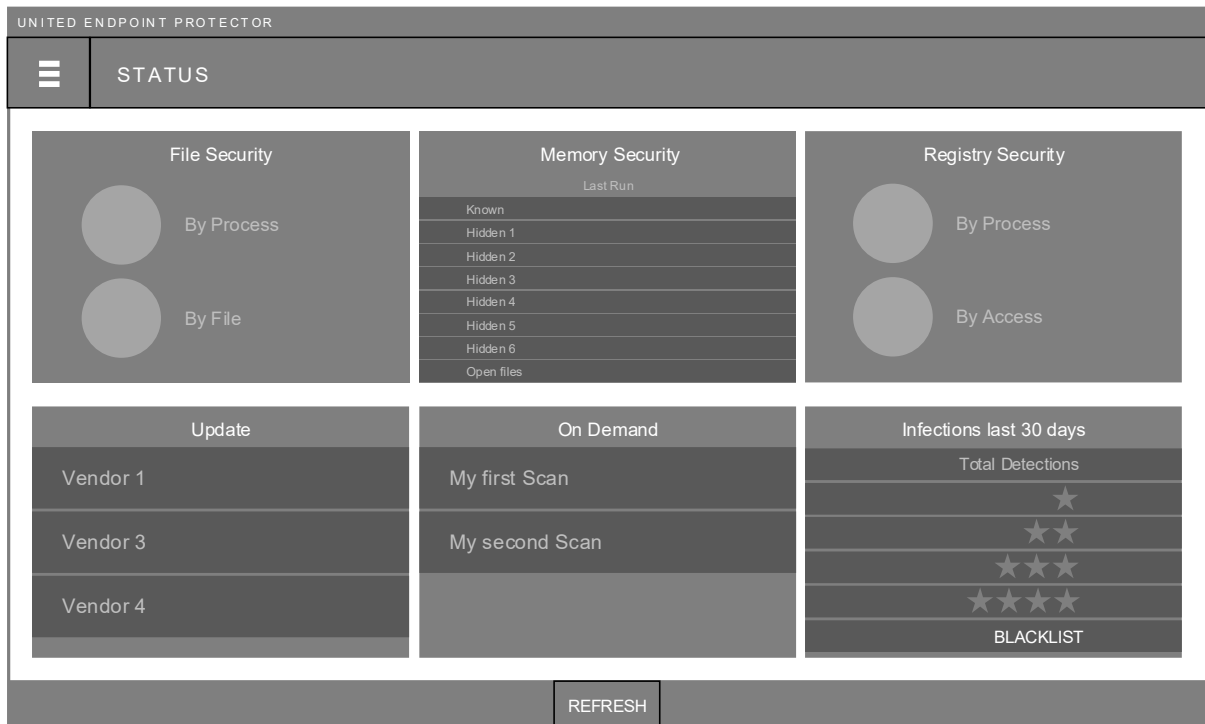 UNITED ENDPOINT PROTECTOR
STATUS
File Security
By Process
By File
Memory Security
Last Run
Known
Hidden 1
Hidden 2
Hidden 3
Hidden 4
Hidden 5
Hidden 6
Open files
Registry Security
By Process
By Access
Update
Vendor 1
Vendor 3
Vendor 4
On Demand
My first Scan
My second Scan
Infections last 30 days
Total Detections
BLACKLIST
REFRESH